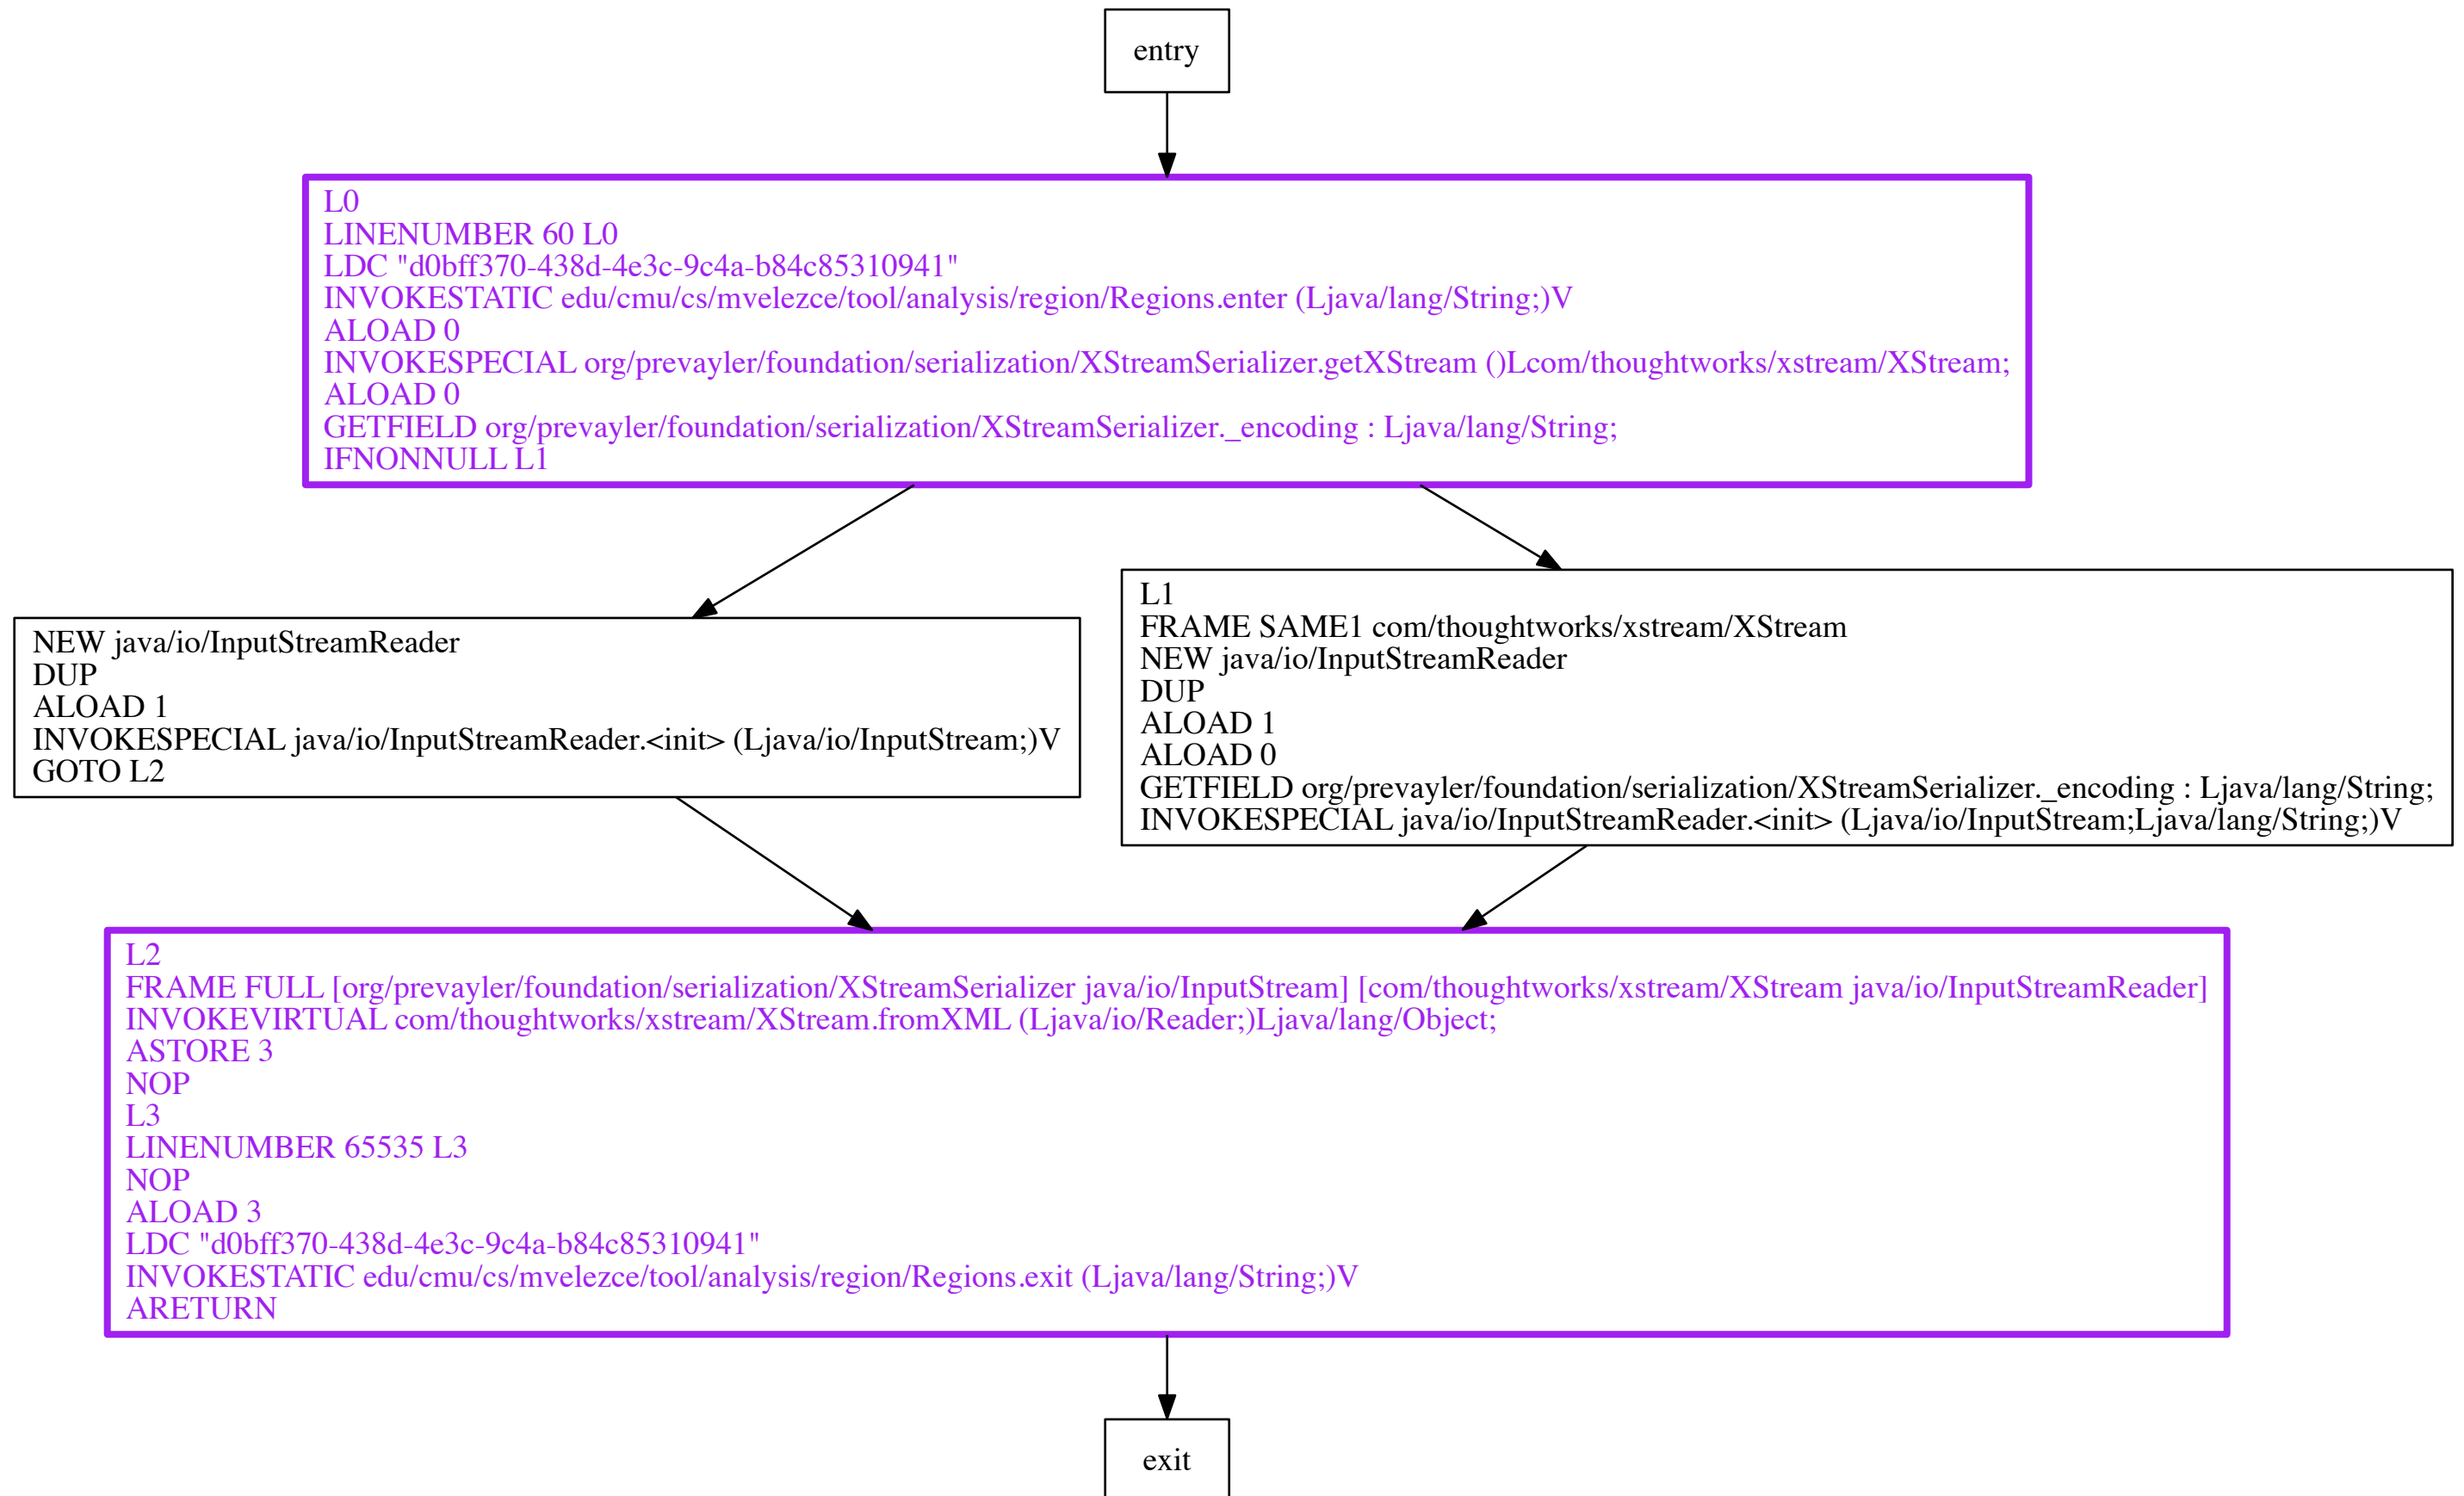 entry
L0
LINENUMBER 60 L0
LDC "d0bff370-438d-4e3c-9c4a-b84c85310941"
INVOKESTATIC edu/cmu/cs/mvelezce/tool/analysis/region/Regions.enter (Ljava/lang/String;)V
ALOAD 0
INVOKESPECIAL org/prevayler/foundation/serialization/XStreamSerializer.getXStream ()Lcom/thoughtworks/xstream/XStream;
ALOAD 0
GETFIELD org/prevayler/foundation/serialization/XStreamSerializer._encoding : Ljava/lang/String;
IFNONNULL L1
NEW java/io/InputStreamReader
DUP
ALOAD 1
INVOKESPECIAL java/io/InputStreamReader.<init> (Ljava/io/InputStream;)V
GOTO L2
L1
FRAME SAME1 com/thoughtworks/xstream/XStream
NEW java/io/InputStreamReader
DUP
ALOAD 1
ALOAD 0
GETFIELD org/prevayler/foundation/serialization/XStreamSerializer._encoding : Ljava/lang/String;
INVOKESPECIAL java/io/InputStreamReader.<init> (Ljava/io/InputStream;Ljava/lang/String;)V
L2
FRAME FULL [org/prevayler/foundation/serialization/XStreamSerializer java/io/InputStream] [com/thoughtworks/xstream/XStream java/io/InputStreamReader]
INVOKEVIRTUAL com/thoughtworks/xstream/XStream.fromXML (Ljava/io/Reader;)Ljava/lang/Object;
ASTORE 3
NOP
L3
LINENUMBER 65535 L3
NOP
ALOAD 3
LDC "d0bff370-438d-4e3c-9c4a-b84c85310941"
INVOKESTATIC edu/cmu/cs/mvelezce/tool/analysis/region/Regions.exit (Ljava/lang/String;)V
ARETURN
exit